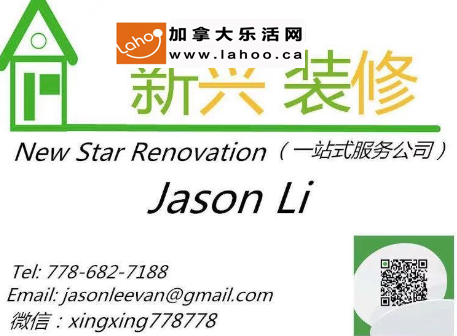 Lahoo
加拿大乐活网
www.lahoo.ca
新兴装修
New Star Renovation（一站式服务公司）
Jason Li
Tel: 778-682-7188
Email: jasonleevan@gmail.com
微信：xingxing778778